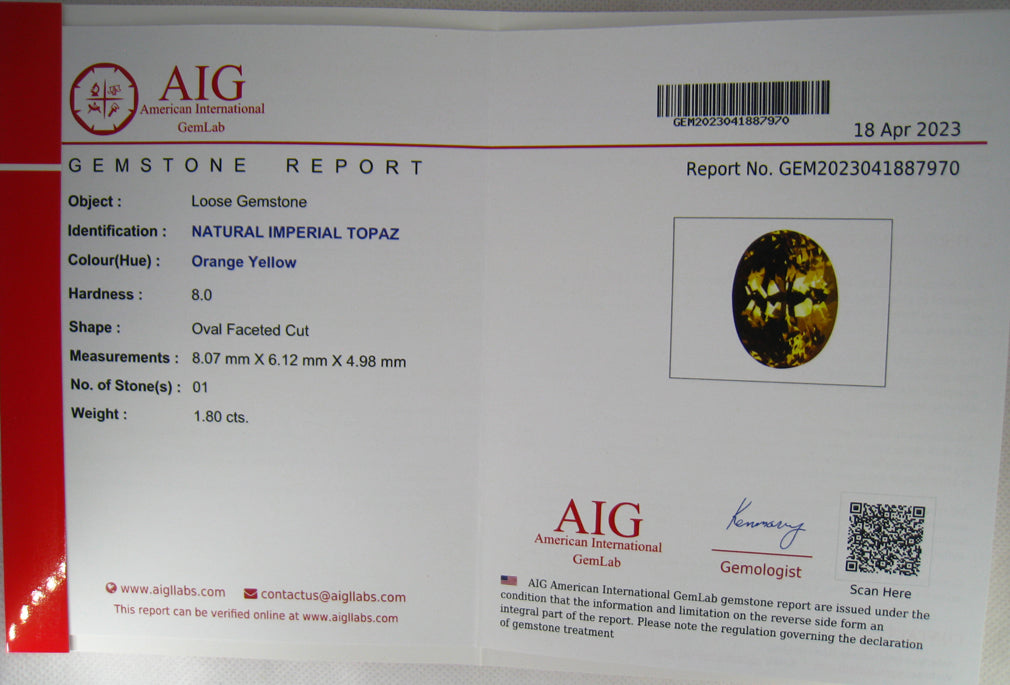 AIG
American International
GemLab
GEM2023041887970
18 Apr 2023
GEMSTONE REPORT
Report No. GEM2023041887970
Object : Loose Gemstone
Identification : NATURAL IMPERIAL TOPAZ
Colour(Hue) : Orange Yellow
Hardness : 8.0
Shape : Oval Faceted Cut
Measurements : 8.07 mm X 6.12 mm X 4.98 mm
No. of Stone(s) : 01
Weight : 1.80 cts.
www.aigllabs.com contactus@aigllabs.com
This report can be verified online at www.aigllabs.com
AIG
American International
GemLab
Gemologist
Scan Here
AIG American International GemLab gemstone report are issued under the
condition that the information and limitation on the reverse side form an
integral part of the report. Please note the regulation governing the declaration
of gemstone treatment